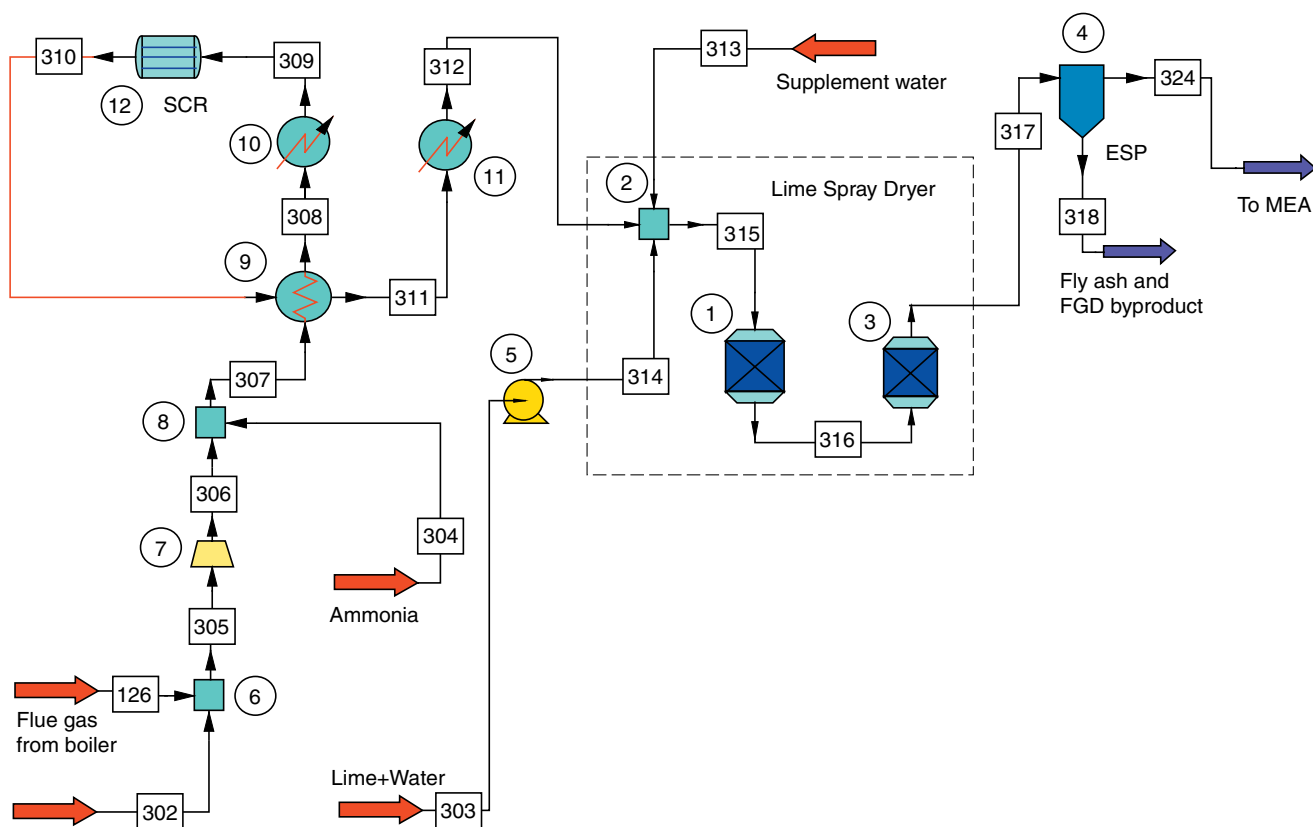 4
310
309
312
313
324
12
SCR
Supplement water
10
317
ESP
11
2
Lime Spray Dryer
318
To MEA
308
315
9
Fly ash and
FGD byproduct
311
1
3
5
314
307
316
8
306
304
7
Ammonia
305
126
6
Flue gas
from boiler
Lime+Water
302
303